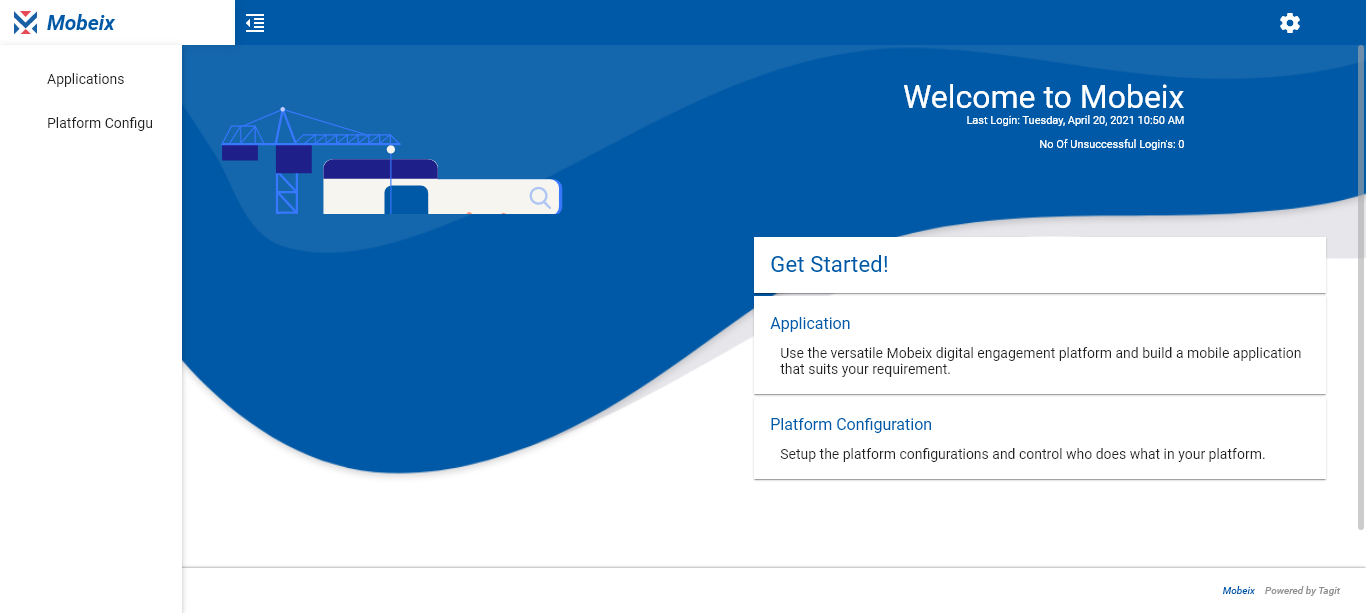 Mobeix
Applications
Platform Configu
Welcome to Mobeix
Last Login: Tuesday, April 20, 2021 10:50 AM
No Of Unsuccessful Login's: 0
Get Started!
Application
Use the versatile Mobeix digital engagement platform and build a mobile application
that suits your requirement.
Platform Configuration
Setup the platform configurations and control who does what in your platform.
Mobeix Powered by Tagit